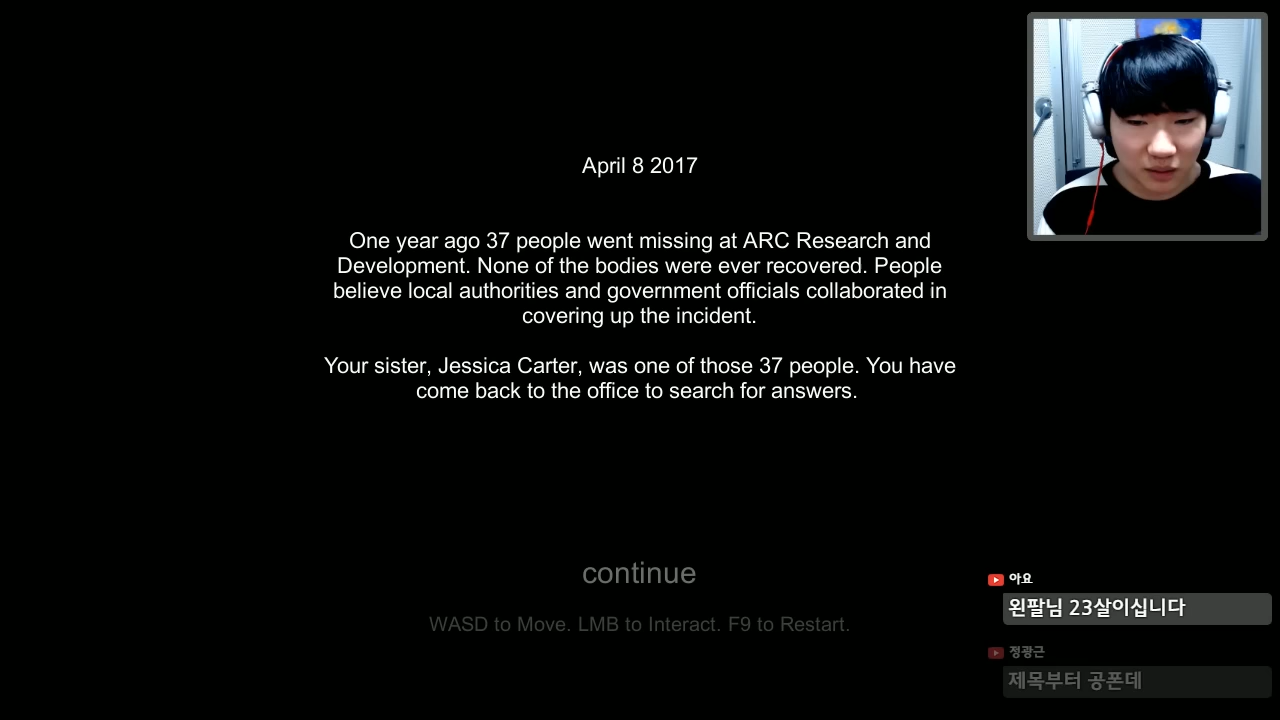 April 8 2017
One year ago 37 people went missing at ARC Research and
Development. None of the bodies were ever recovered. People
believe local authorities and government officials collaborated in
covering up the incident.
Your sister, Jessica Carter, was one of those 37 people. You have
come back to the office to search for answers.
continue
WASD to Move. LMB to Interact. F9 to Restart.
아요
왼팔님 23살이십니다
정광근
제목부터 공폰데